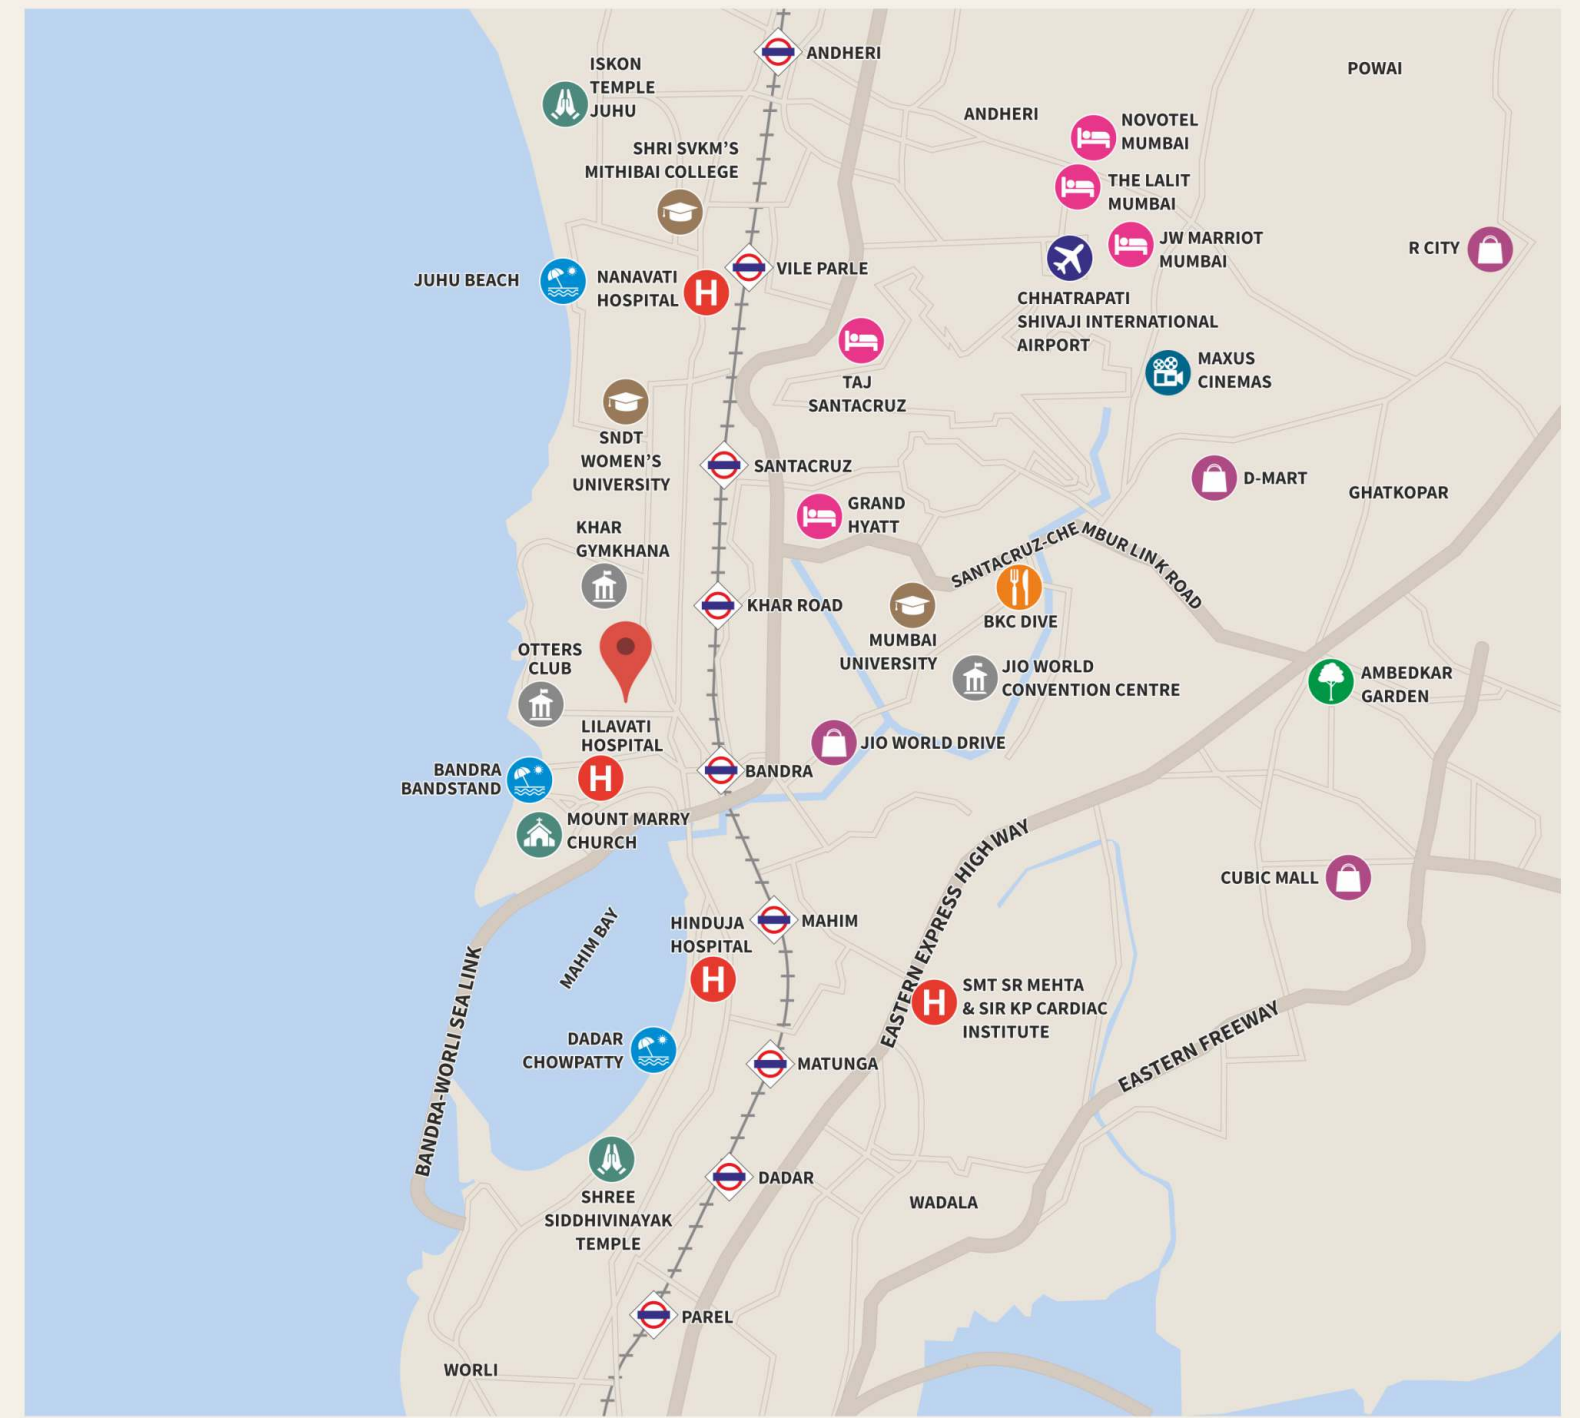 ANDHERI
POWAI
ISKON
TEMPLE
JUHU
ANDHERI
NOVOTEL
MUMBAI
SHRI SVKM'S
MITHIBAI COLLEGE
THE LALIT
MUMBAI
JW MARRIOT
MUMBAI
R CITY
JUHU BEACH
NANAVATI
HOSPITAL
H
VILE PARLE
CHHATRAPATI
SHIVAJI INTERNATIONAL
AIRPORT
MAXUS
CINEMAS
TAJ
SANTACRUZ
SNDT
WOMEN'S
UNIVERSITY
SANTACRUZ
D-MART
GHATKOPAR
GRAND
HYATT
KHAR
GYMKHANA
SANTACRUZ-CHE MBUR LINK ROAD
KHAR ROAD
BKC DIVE
MUMBAI
UNIVERSITY
OTTERS
CLUB
JIO WORLD
CONVENTION CENTRE
AMBEDKAR
GARDEN
LILAVATI
HOSPITAL
H
JIO WORLD DRIVE
BANDRA
BANDRA
BANDSTAND
MOUNT MARRY
CHURCH
EASTERN EXPRESS HIGHWAY
CUBIC MALL
MAHIM BAY
HINDUJA
HOSPITAL
H
MAHIM
BANDRA-WORLI SEA LINK
H
SMT SR MEHTA
& SIR KP CARDIAC
INSTITUTE
DADAR
CHOWPATTY
MATUNGA
EASTERN FREEWAY
SHREE
SIDDHIVINAYAK
TEMPLE
DADAR
WADALA
PAREL
WORLI